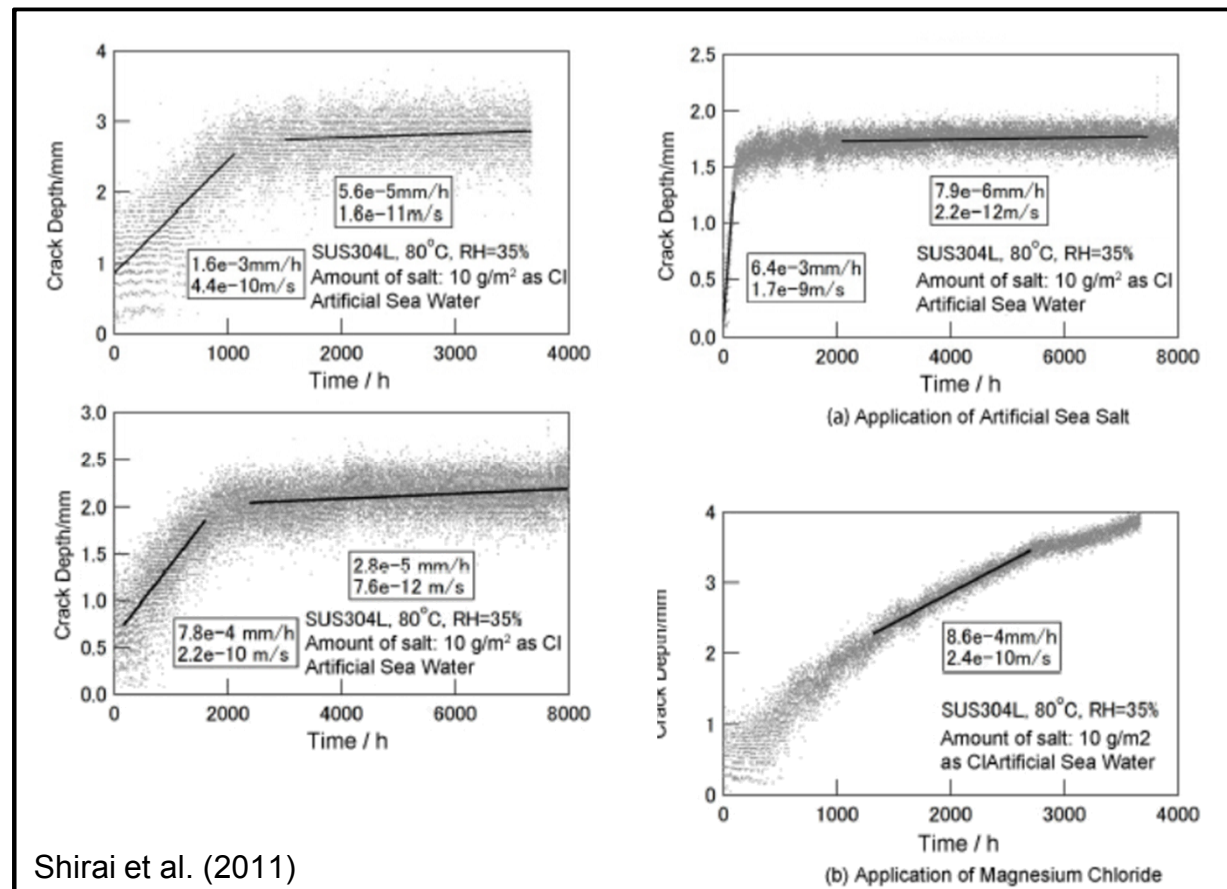 4
3
2
1
0
Crack Depth/mm
5.6e-5mm/h
1.6e-11m/s
1.6e-3mm/h
4.4e-10m/s
SUS304L, 80°C, RH=35%
Amount of salt: 10 g/m² as Cl
Artificial Sea Water
0 1000 2000 3000 4000
Time / h
2.5
2.0
1.5
1.0
0.5
0.0
Crack Depth/mm
7.9e-6mm/h
2.2e-12m/s
6.4e-3mm/h
1.7e-9m/s
SUS304L, 80°C, RH=35%
Amount of salt: 10 g/m² as Cl
Artificial Sea Water
0 2000 4000 6000 8000
Time / h
(a) Application of Artificial Sea Salt
3.0
2.5
2.0
1.5
1.0
0.5
0.0
Crack Depth/mm
2.8e-5 mm/h
7.6e-12 m/s
7.8e-4 mm/h
2.2e-10 m/s
SUS304L, 80°C, RH=35%
Amount of salt: 10 g/m² as Cl
Artificial Sea Water
0 2000 4000 6000 8000
Time / h
4
3
2
1
0
Crack Depth/mm
8.6e-4mm/h
2.4e-10m/s
SUS304L, 80°C, RH=35%
Amount of salt: 10 g/m2
as ClArtificial Sea Water
0 1000 2000 3000 4000
Time / h
(b) Application of Magnesium Chloride
Shirai et al. (2011)